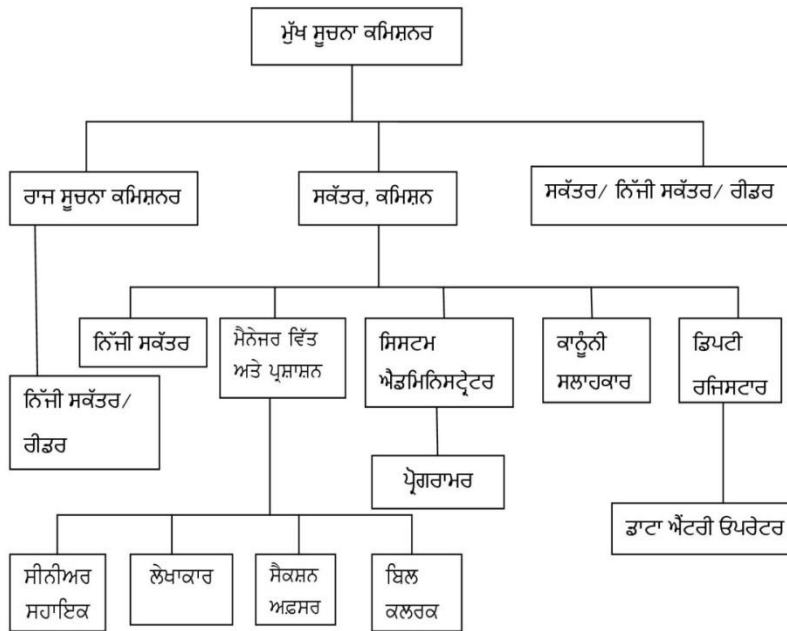 ਮੁੱਖ ਸੂਚਨਾ ਕਮਿਸ਼ਨਰ
ਰਾਜ ਸੂਚਨਾ ਕਮਿਸ਼ਨਰ
ਸਕੱਤਰ, ਕਮਿਸ਼ਨ
ਸਕੱਤਰ/ ਨਿੱਜੀ ਸਕੱਤਰ/ ਰੀਡਰ
ਨਿੱਜੀ ਸਕੱਤਰ
ਮੈਨੇਜਰ ਵਿੱਤ
ਅਤੇ ਪ੍ਰਸ਼ਾਸ਼ਨ
ਸਿਸਟਮ
ਐਡਮਿਨਿਸਟ੍ਰੇਟਰ
ਕਾਨੂੰਨੀ
ਸਲਾਹਕਾਰ
ਡਿਪਟੀ
ਰਜਿਸਟਾਰ
ਨਿੱਜੀ ਸਕੱਤਰ/
ਰੀਡਰ
ਪ੍ਰੋਗਰਾਮਰ
ਡਾਟਾ ਐਂਟਰੀ ਓਪਰੇਟਰ
ਸੀਨੀਅਰ
ਸਹਾਇਕ
ਲੇਖਾਕਾਰ
ਸੈਕਸ਼ਨ
ਅਫ਼ਸਰ
ਬਿਲ
ਕਲਰਕ